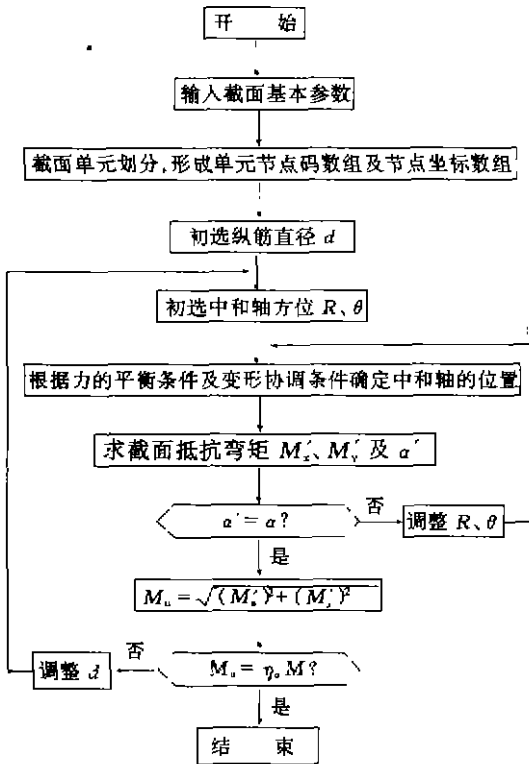 开 始
输入截面基本参数
截面单元划分,形成单元节点码数组及节点坐标数组
初选纵筋直径 d
初选中和轴方位 R、θ
根据力的平衡条件及变形协调条件确定中和轴的位置
求截面抵抗弯矩 M′ₓ、M′ᵧ 及 α′
α′= α?
否
调整 R、θ
是
Mᵤ = √(M′ₓ)²+(M′ᵧ)²
否
调整 d
Mᵤ = ηₐ M?
是
结 束